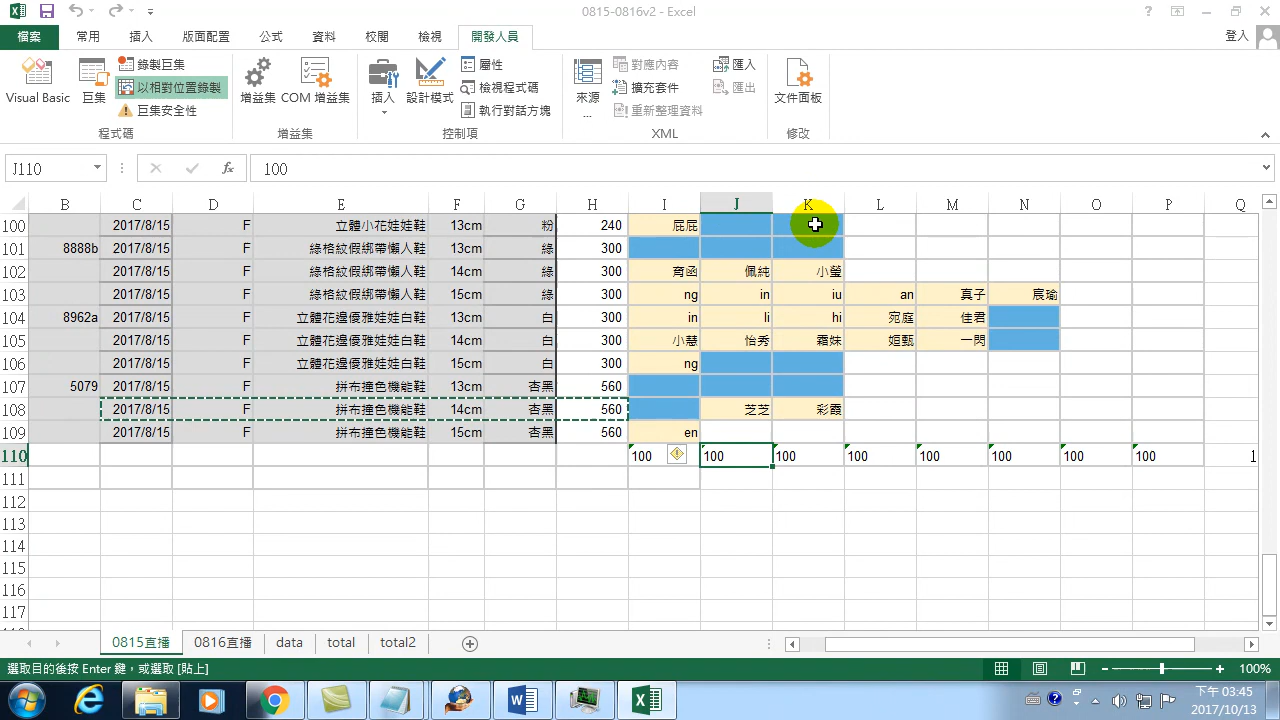 0815-0816v2 - Excel
檔案 常用 插入 版面配置 公式 資料 校閱 檢視 開發人員 登入
Visual Basic 巨集 錄製巨集 以相對位置錄製 巨集安全性 程式碼
增益集 COM 增益集 增益集
插入 設計模式 屬性 檢視程式碼 執行對話方塊 控制項
來源 ... 對應內容 擴充套件 重新整理資料 匯入 匯出 XML
文件面板 修改
J110 fx 100
B C D E F G H I J K L M N O P Q
100 2017/8/15 F 立體小花娃娃鞋 13cm 粉 240 屁屁
101 8888b 2017/8/15 F 綠格紋假綁帶懶人鞋 13cm 綠 300
102 2017/8/15 F 綠格紋假綁帶懶人鞋 14cm 綠 300 育函 佩純 小瑩
103 2017/8/15 F 綠格紋假綁帶懶人鞋 15cm 綠 300 ng in iu an 真子 宸瑜
104 8962a 2017/8/15 F 立體花邊優雅娃娃白鞋 13cm 白 300 in li hi 宛庭 佳君
105 2017/8/15 F 立體花邊優雅娃娃白鞋 14cm 白 300 小慧 怡秀 霜妹 姮甄 一閃
106 2017/8/15 F 立體花邊優雅娃娃白鞋 15cm 白 300 ng
107 5079 2017/8/15 F 拼布撞色機能鞋 13cm 杏黑 560
108 2017/8/15 F 拼布撞色機能鞋 14cm 杏黑 560 芝芝 彩霞
109 2017/8/15 F 拼布撞色機能鞋 15cm 杏黑 560 en
110 100 100 100 100 100 100 100 100 1
111
112
113
114
115
116
117
0815直播 0816直播 data total total2
選取目的後按 Enter 鍵，或選取 [貼上] 100%
下午 03:45
2017/10/13